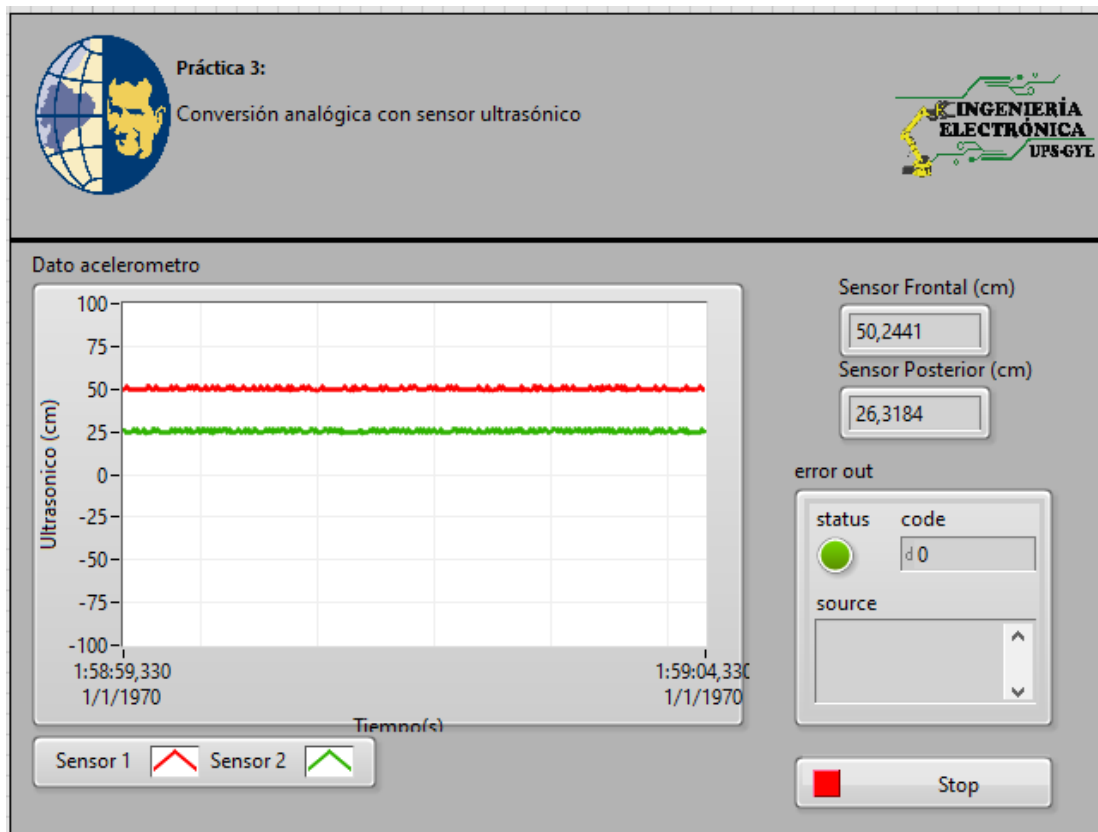 Práctica 3:
Conversión analógica con sensor ultrasónico
INGENIERÍA
ELECTRÓNICA
UPS-GYE
Dato acelerometro
Ultrasonico (cm)
100
75
50
25
0
-25
-50
-75
-100
1:58:59,330
1/1/1970
1:59:04,330
1/1/1970
Tiempo(s)
Sensor 1
Sensor 2
Sensor Frontal (cm)
50,2441
Sensor Posterior (cm)
26,3184
error out
status code
d 0
source
Stop